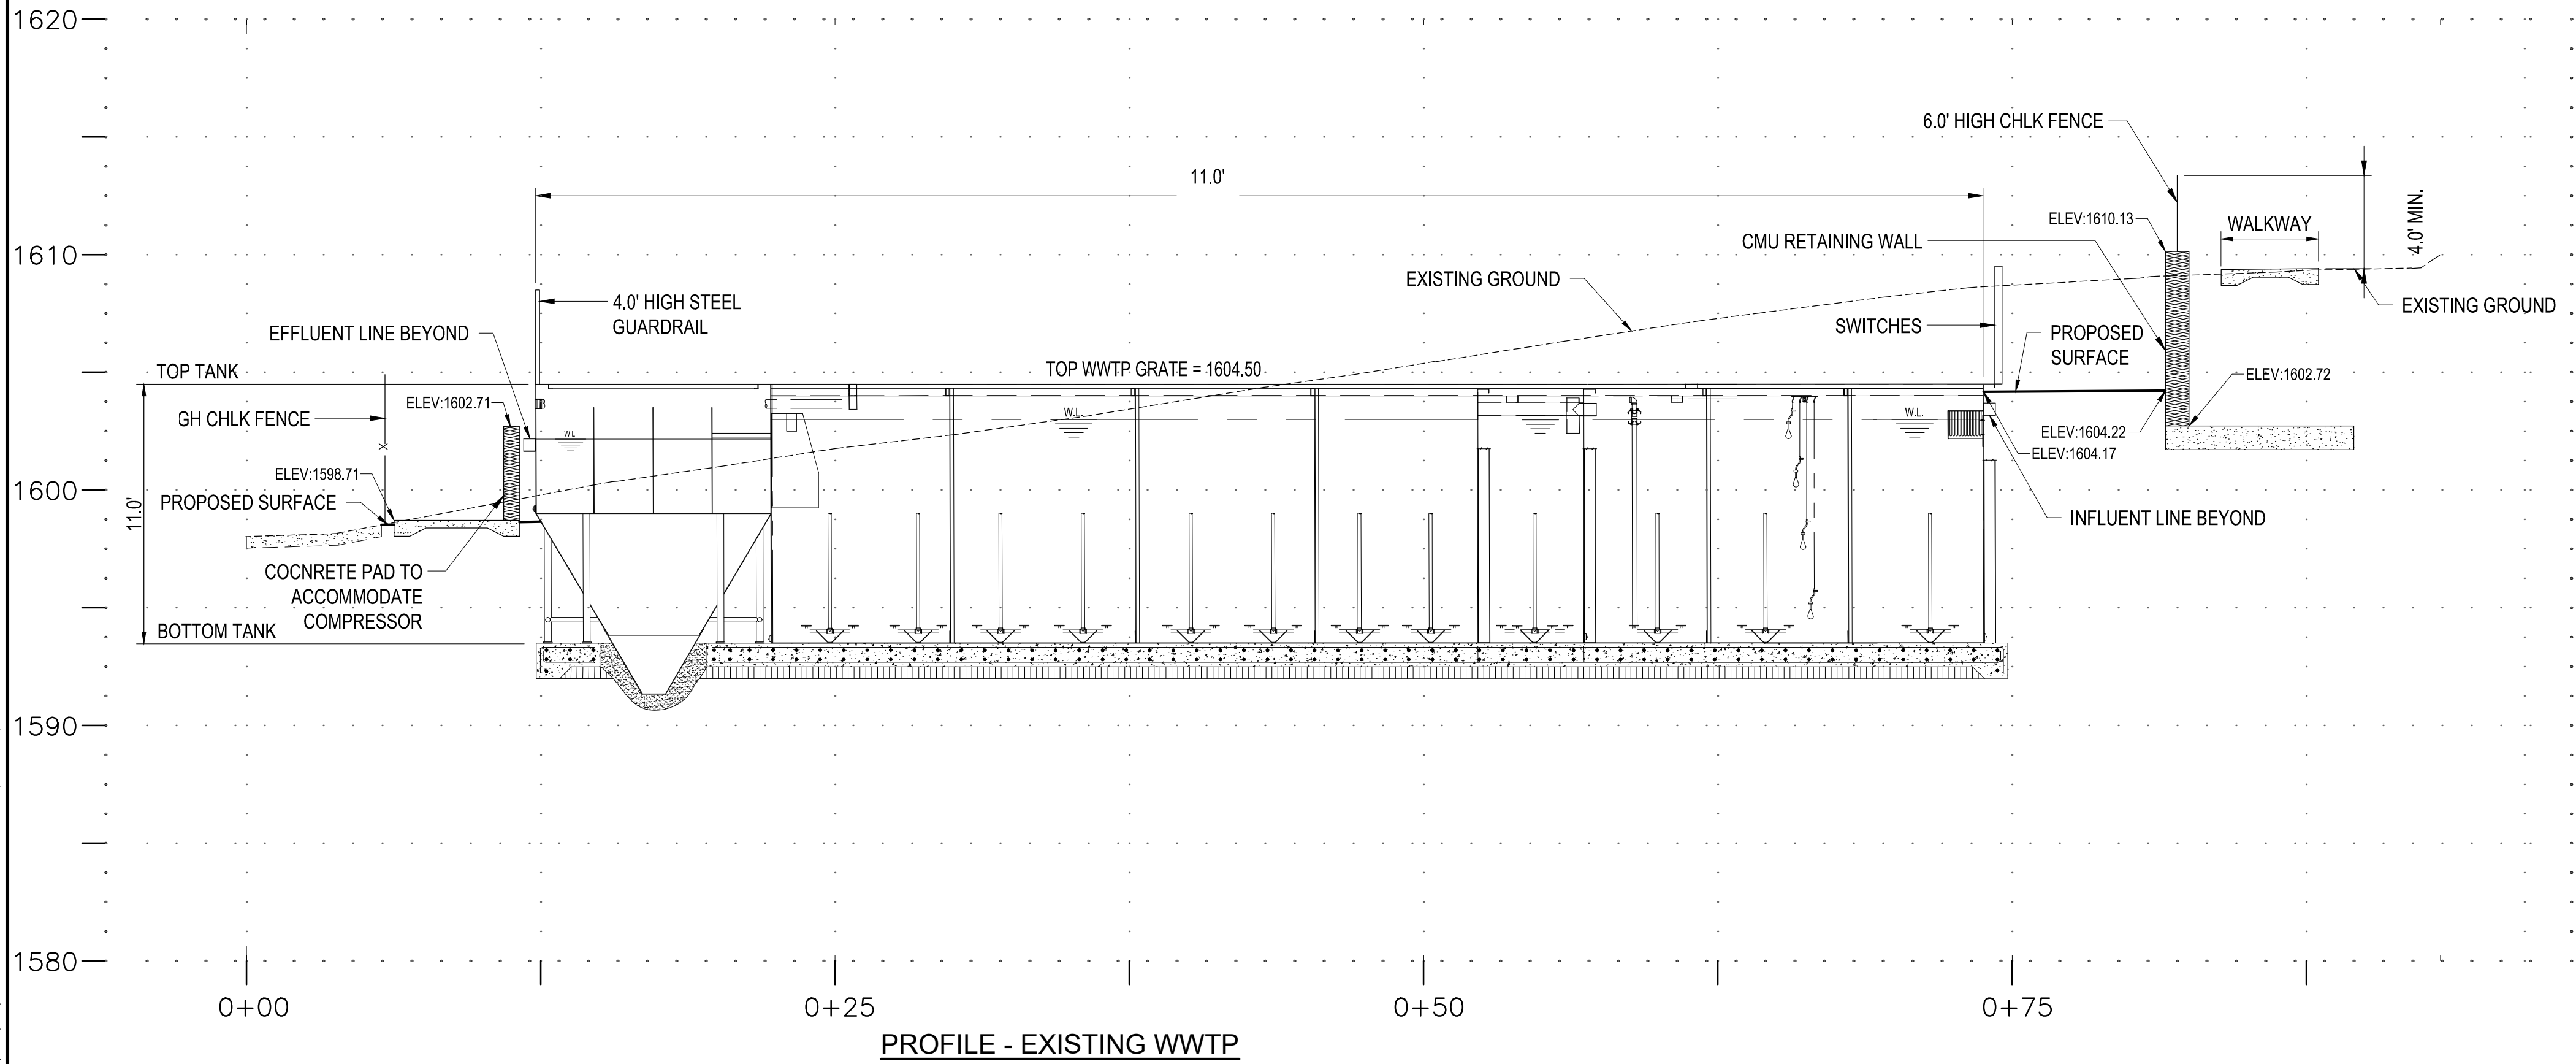 1620
6.0' HIGH CHLK FENCE
11.0'
4.0' MIN.
ELEV:1610.13
WALKWAY
CMU RETAINING WALL
1610
EXISTING GROUND
4.0' HIGH STEEL
GUARDRAIL
EXISTING GROUND
EFFLUENT LINE BEYOND
SWITCHES
PROPOSED
SURFACE
TOP TANK
TOP WWTP GRATE = 1604.50
ELEV:1602.72
GH CHLK FENCE
ELEV:1602.71
W.L.
W.L.
W.L.
ELEV:1604.22
ELEV:1604.17
ELEV:1598.71
1600
PROPOSED SURFACE
11.0'
INFLUENT LINE BEYOND
COCNRETE PAD TO
ACCOMMODATE
COMPRESSOR
BOTTOM TANK
1590
1580
0+00
0+25
0+50
0+75
PROFILE - EXISTING WWTP